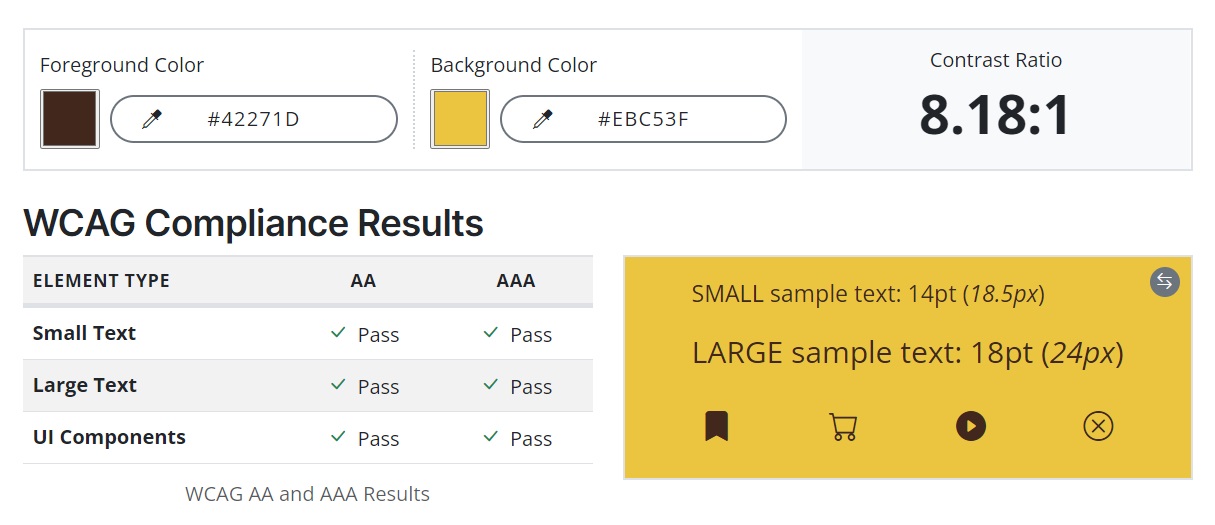 Foreground Color
#42271D
Background Color
#EBC53F
Contrast Ratio
8.18:1
WCAG Compliance Results
ELEMENT TYPE AA AAA
Small Text Pass Pass
Large Text Pass Pass
UI Components Pass Pass
WCAG AA and AAA Results
SMALL sample text: 14pt (18.5px)
LARGE sample text: 18pt (24px)